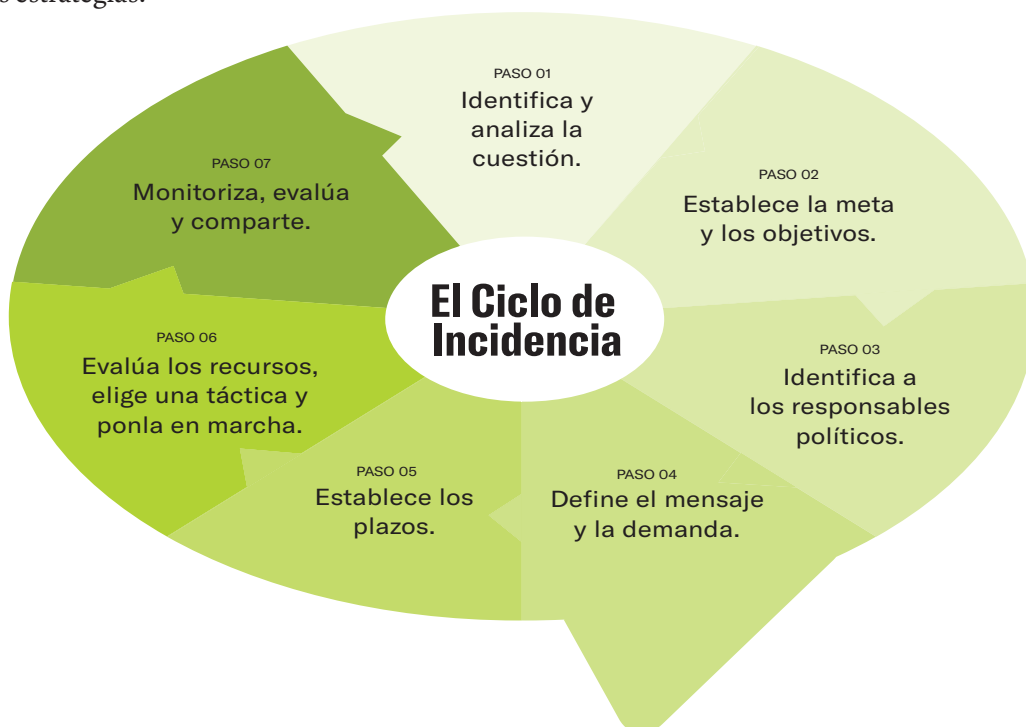 s estrategias.
PASO 01
Identifica y
analiza la
cuestión.
PASO 02
Establece la meta
y los objetivos.
PASO 03
Identifica a
los responsables
políticos.
PASO 04
Define el mensaje
y la demanda.
PASO 05
Establece los
plazos.
PASO 06
Evalúa los recursos,
elige una táctica y
ponla en marcha.
PASO 07
Monitoriza, evalúa
y comparte.
El Ciclo de
Incidencia